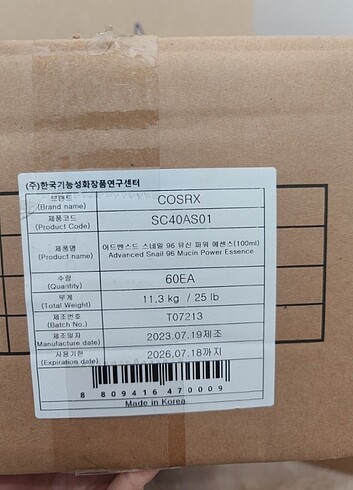 (주)한국기능성화장품연구센터
브랜드 (Brand name) COSRX
제품코드 (Product Code) SC40AS01
제품명 (Product name) 어드벤스드 스네일 96 뮤신 파워 에센스(100ml) Advanced Snail 96 Mucin Power Essence
수량 (Quantity) 60EA
무게 (Total Weight) 11.3 kg / 25 lb
제조번호 (Batch No.) T07213
제조일자 (Manufacture date) 2023.07.19제조
사용기한 (Expiration date) 2026.07.18까지
8 809416 470009
Made in Korea